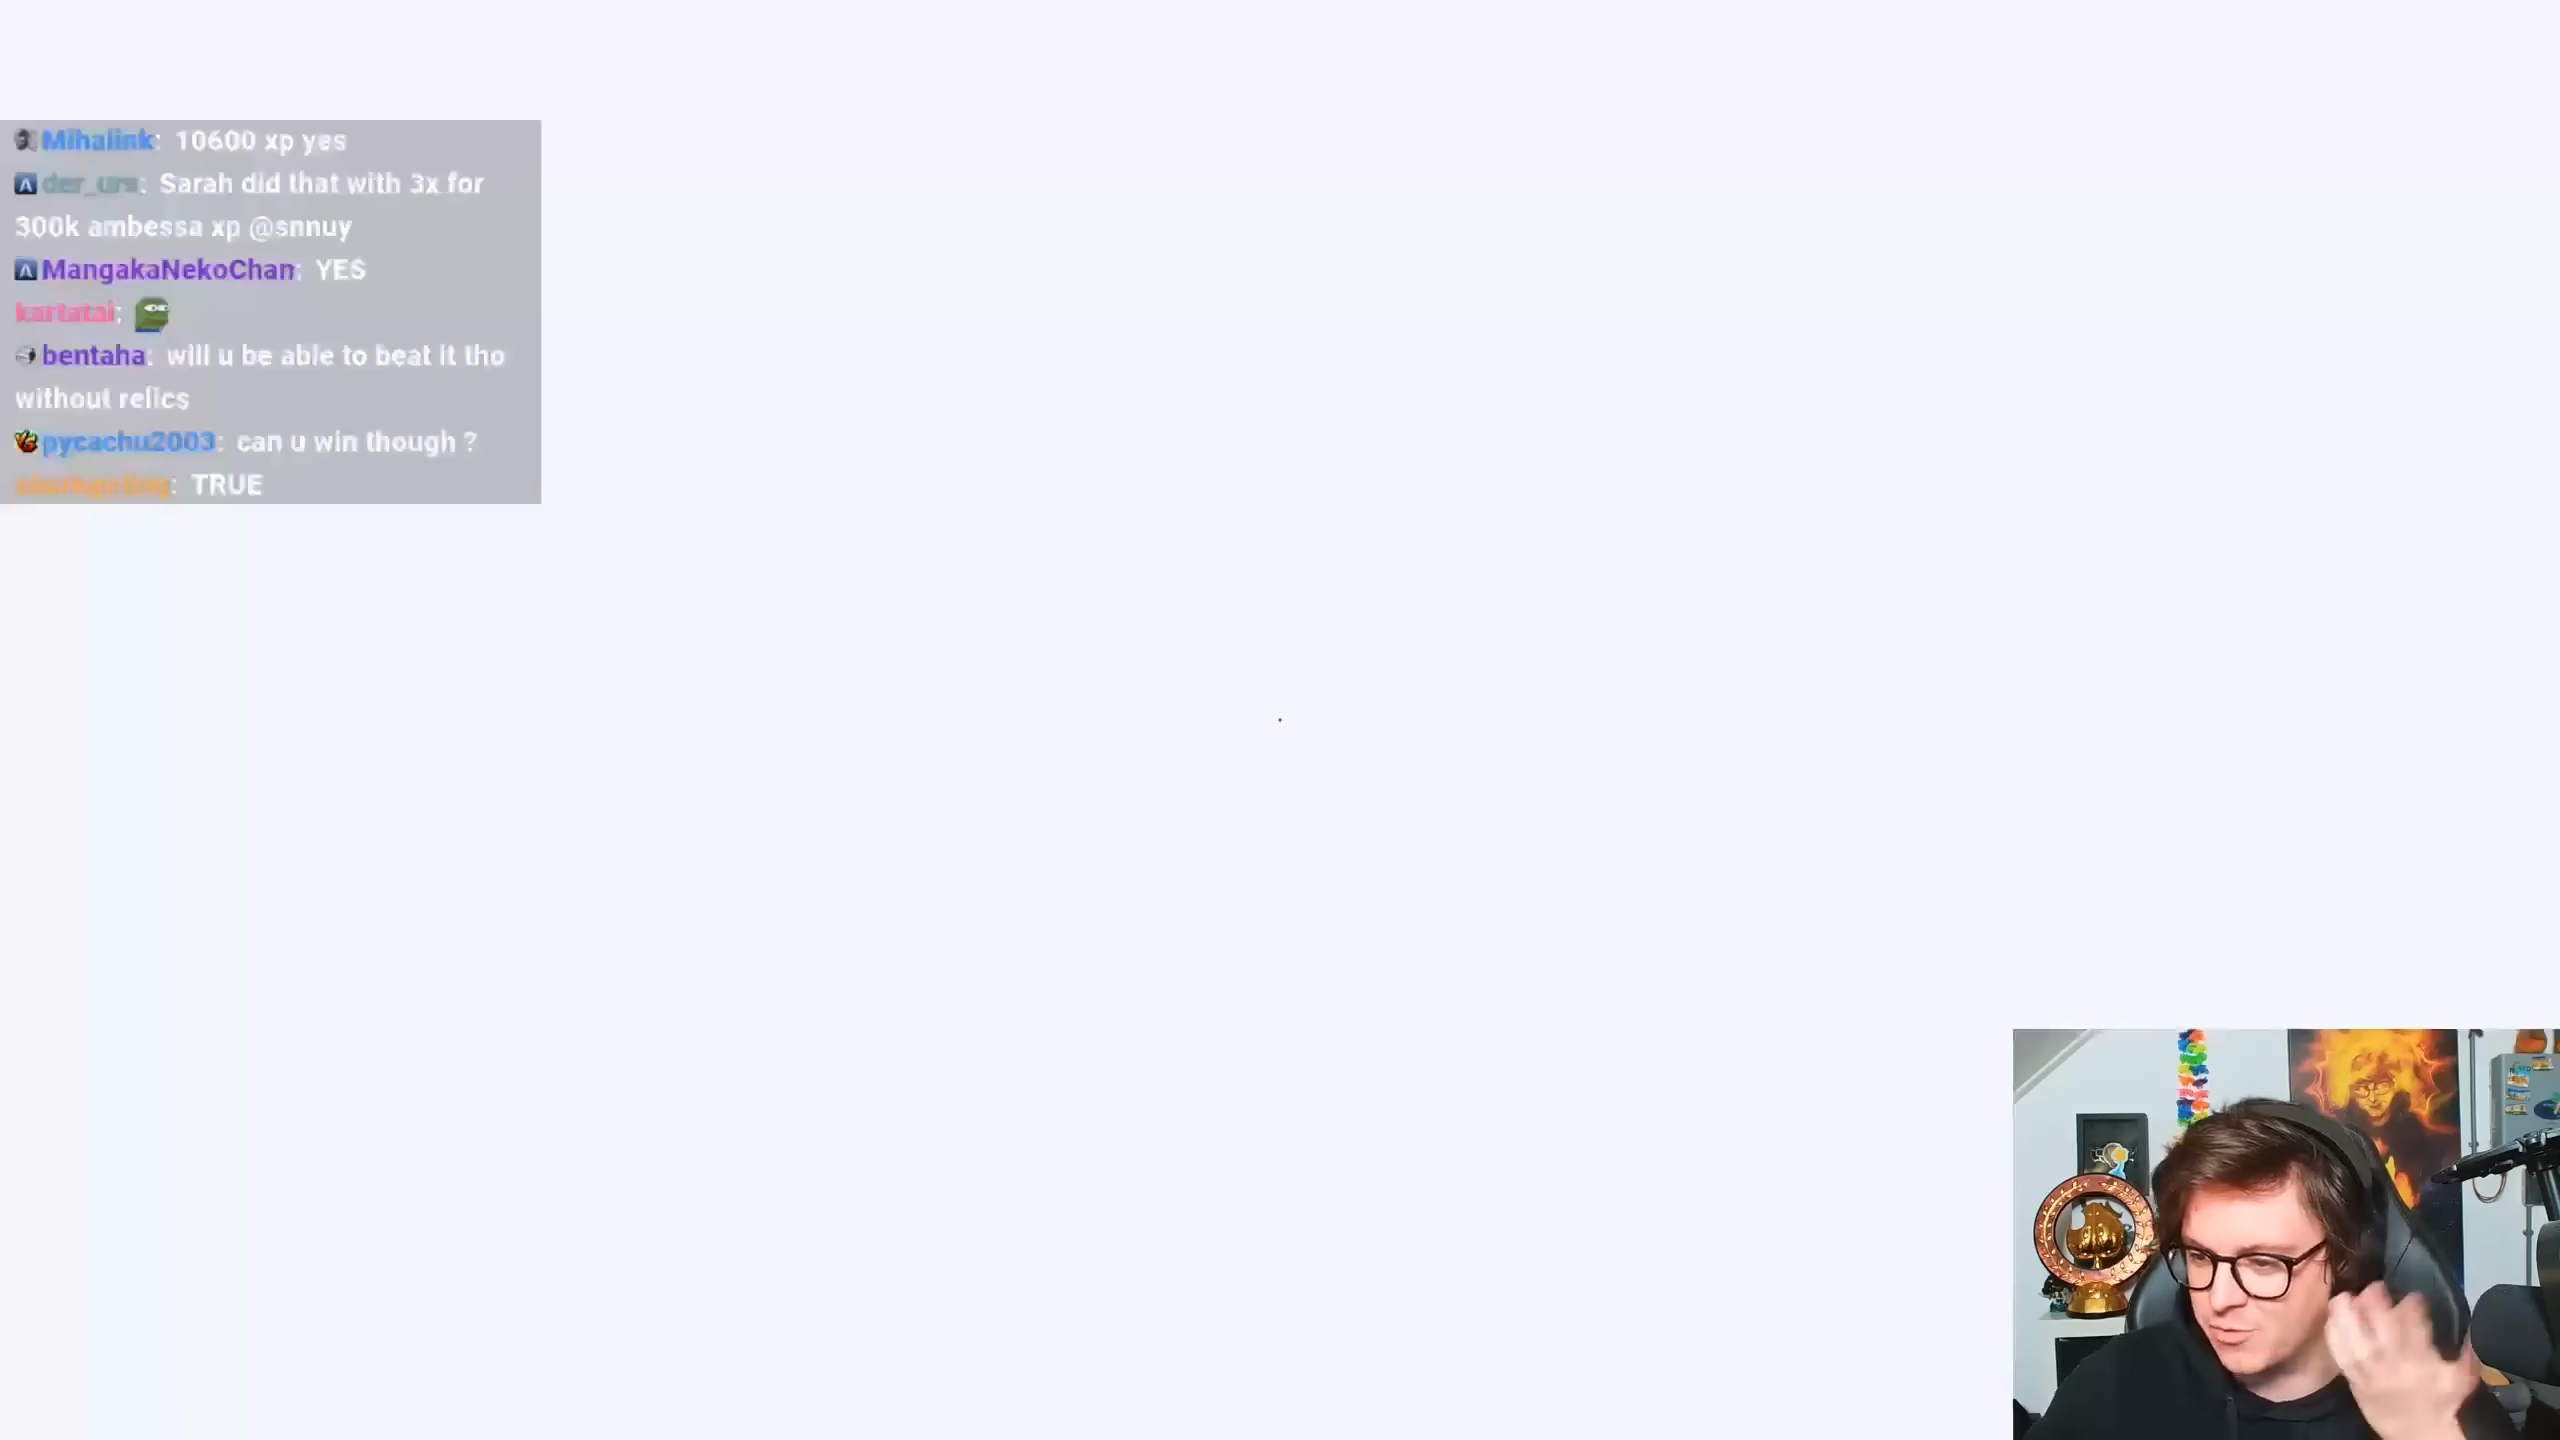 Mihalink: 10600 xp yes
der_urs: Sarah did that with 3x for
300k ambessa xp @snnuy
MangakaNekoChan: YES
kartatai:
bentaha: will u be able to beat it tho
without relics
pycachu2003: can u win though ?
: TRUE